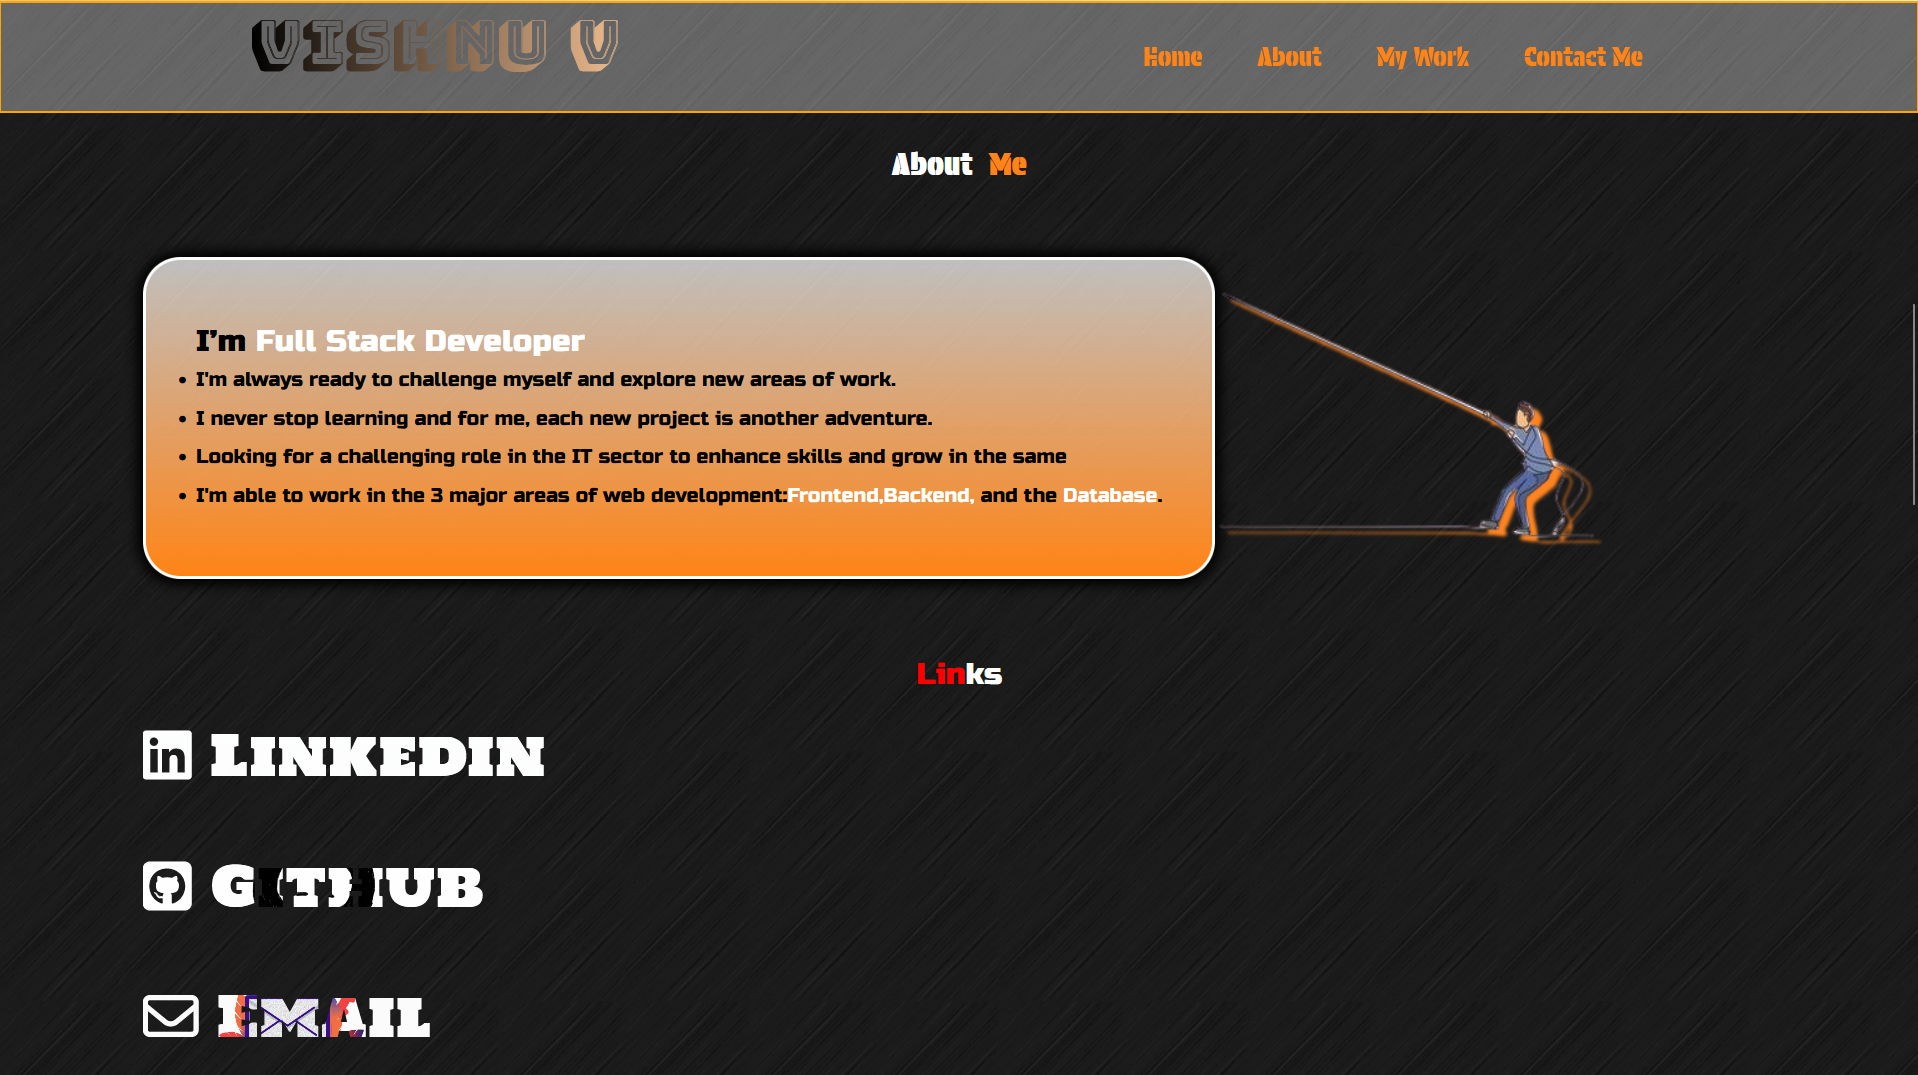 VISHNU V
Home About My Work Contact Me
About Me
I’m Full Stack Developer
• I'm always ready to challenge myself and explore new areas of work.
• I never stop learning and for me, each new project is another adventure.
• Looking for a challenging role in the IT sector to enhance skills and grow in the same
• I'm able to work in the 3 major areas of web development:Frontend,Backend, and the Database.
Links
in Linkedin
GitHub
Email